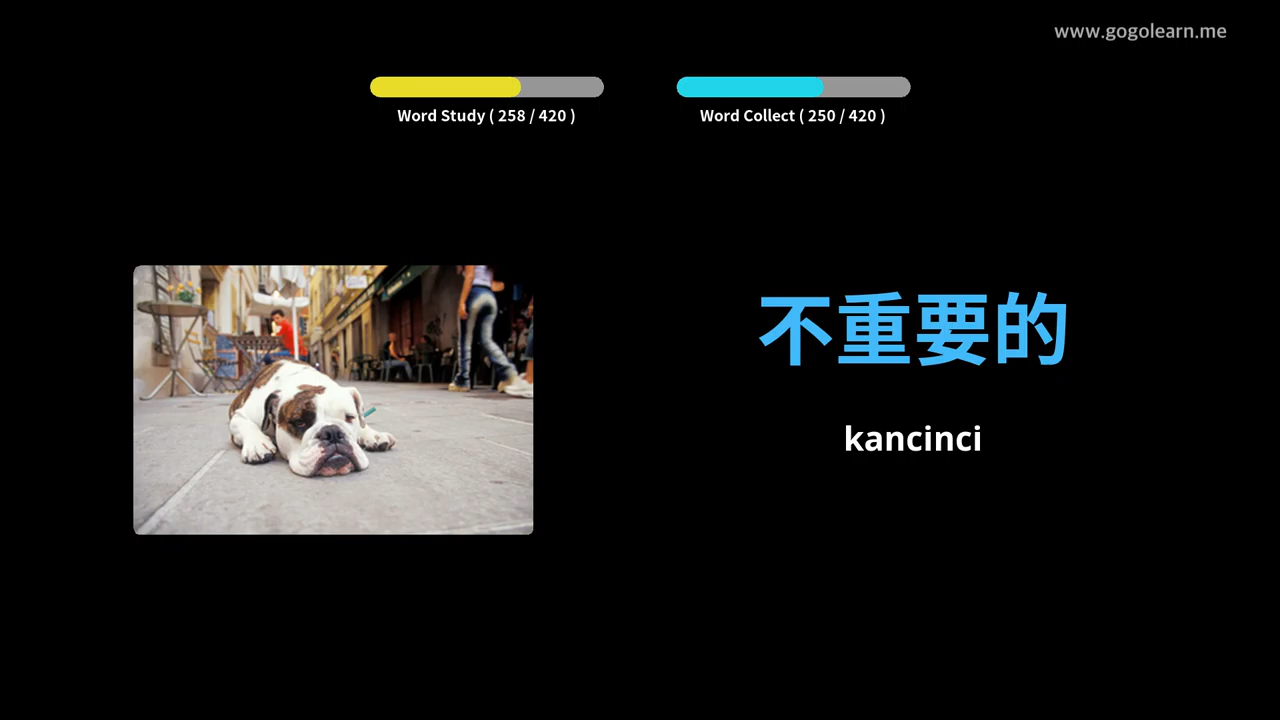 www.gogolearn.me
Word Study ( 258 / 420 )
Word Collect ( 250 / 420 )
不重要的
kancinci